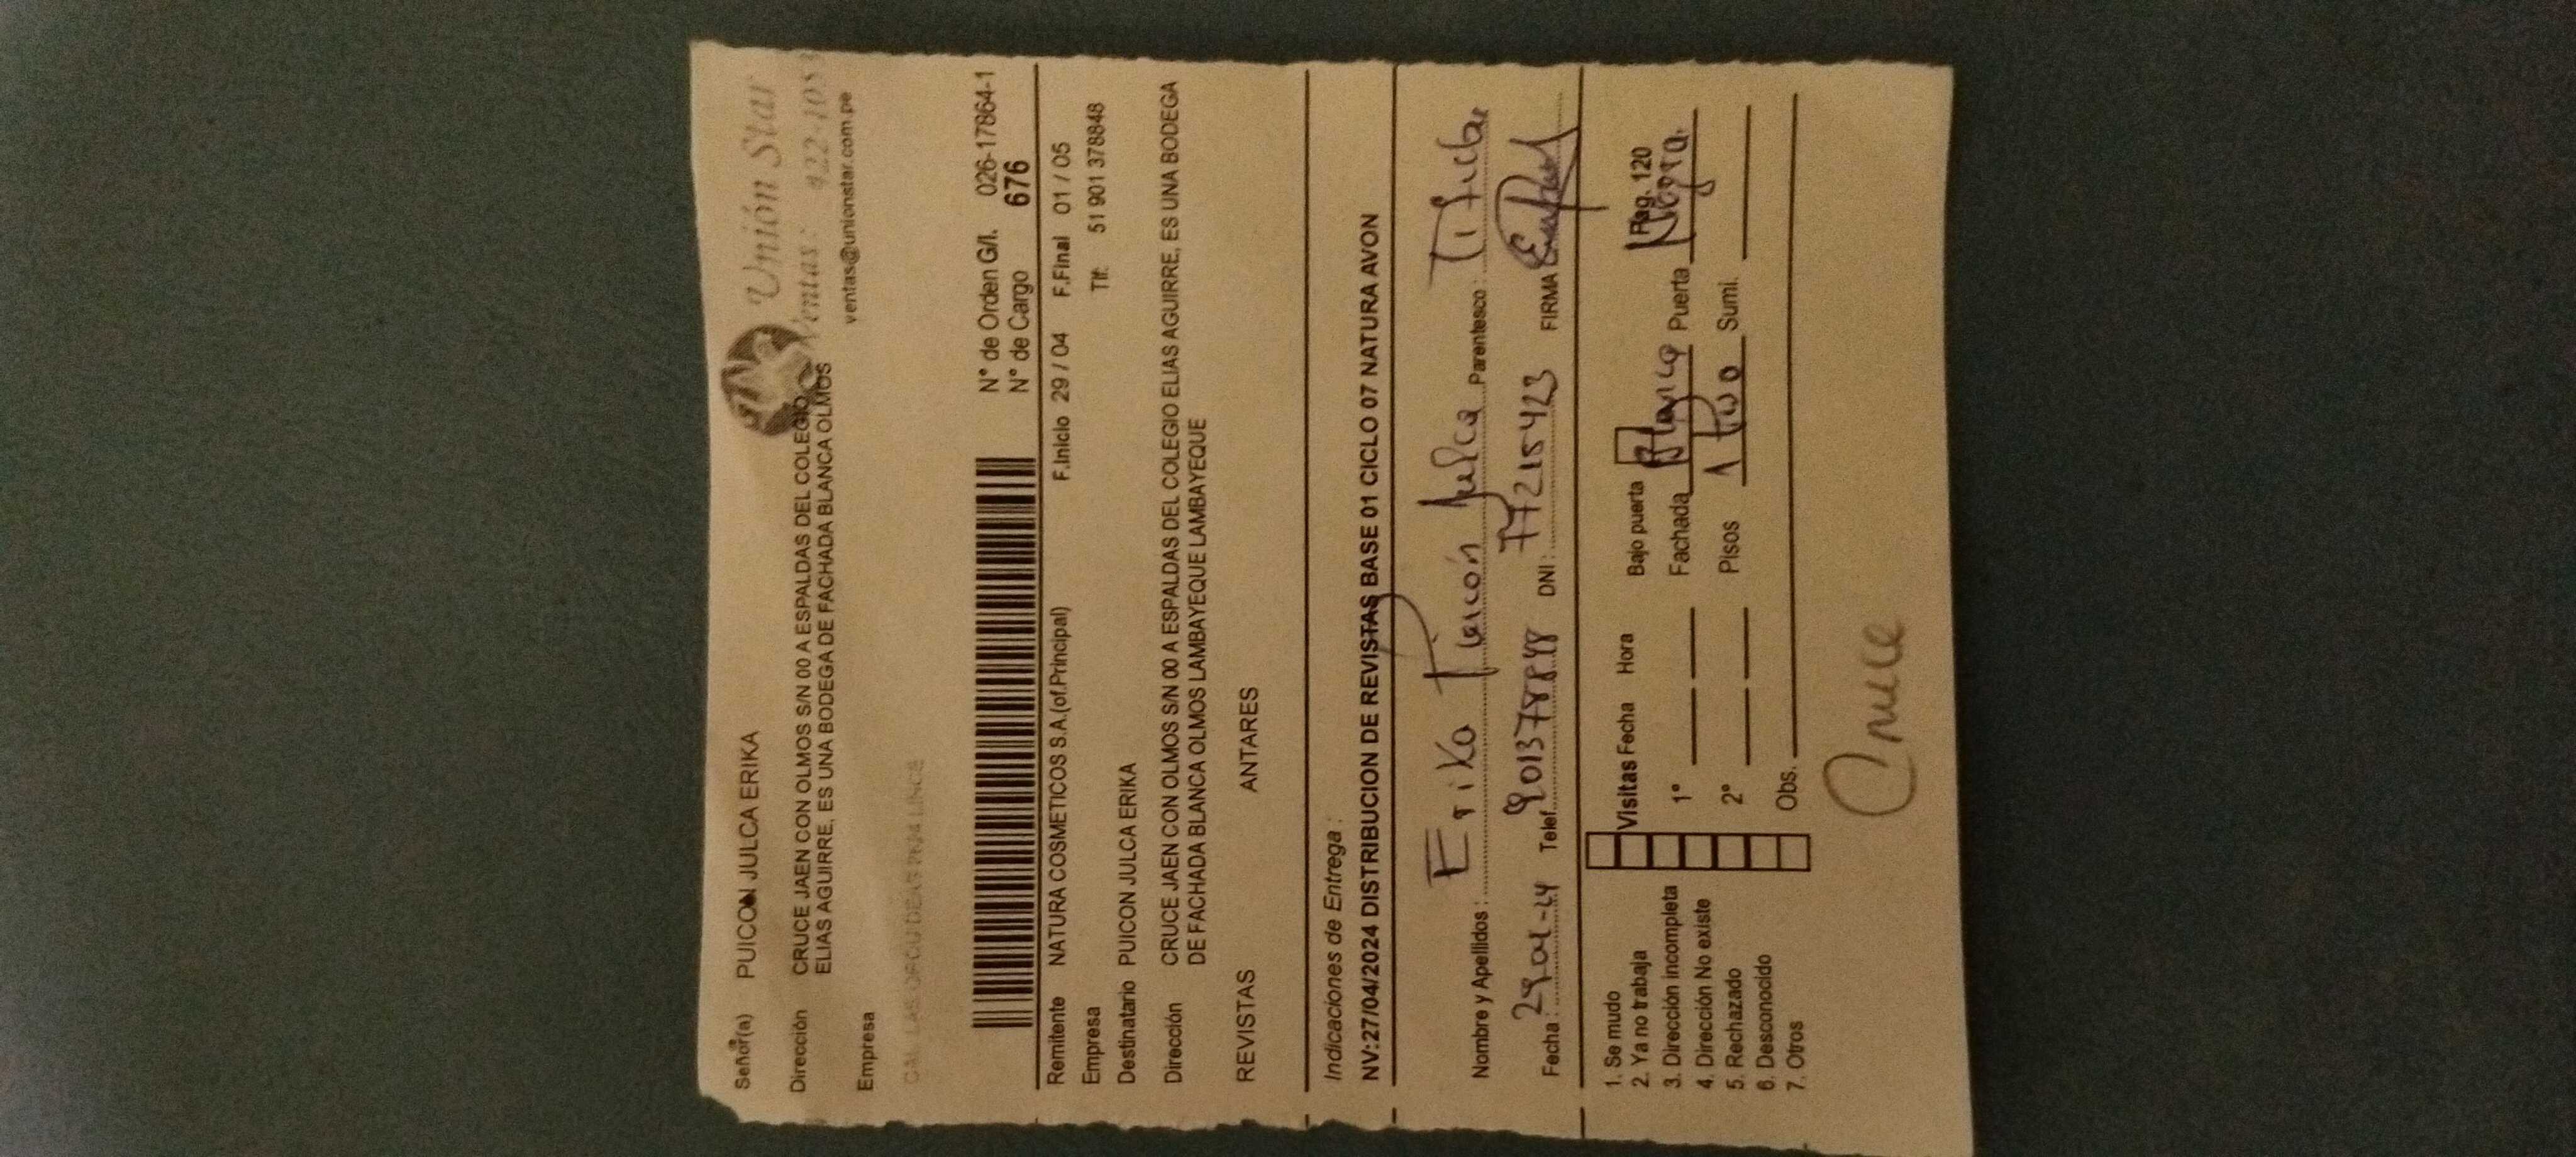 Unión Star
Señor(a) PUICON JULCA ERIKA
Ventas: 422-1053
Dirección CRUCE JAEN CON OLMOS S/N 00 A ESPALDAS DEL COLEGIO
ELIAS AGUIRRE, ES UNA BODEGA DE FACHADA BLANCA OLMOS
ventas@unionstar.com.pe
Empresa
N° de Orden G/I. 026-17864-1
N° de Cargo 676
Remitente NATURA COSMETICOS S.A.(of.Principal) F.Inicio 29 / 04 F.Final 01 / 05
Empresa Tlf: 51 901 378848
Destinatario PUICON JULCA ERIKA
Dirección CRUCE JAEN CON OLMOS S/N 00 A ESPALDAS DEL COLEGIO ELIAS AGUIRRE, ES UNA BODEGA
DE FACHADA BLANCA OLMOS LAMBAYEQUE LAMBAYEQUE LAMBAYEQUE
REVISTAS ANTARES
Indicaciones de Entrega :
NV:27/04/2024 DISTRIBUCION DE REVISTAS BASE 01 CICLO 07 NATURA AVON
Nombre y Apellidos : Erika Puicón Julca Parentesco : Titular
Fecha : Telef. 901378848 DNI : 77215423 FIRMA
1. Se mudo
2. Ya no trabaja Visitas Fecha Hora Bajo puerta Pag. 120
3. Dirección incompleta 1° Fachada Blanca Puerta Negra
4. Dirección No existe
5. Rechazado 2° Pisos 1 Piso Sumi.
6. Desconocido
7. Otros Obs.
Cruce